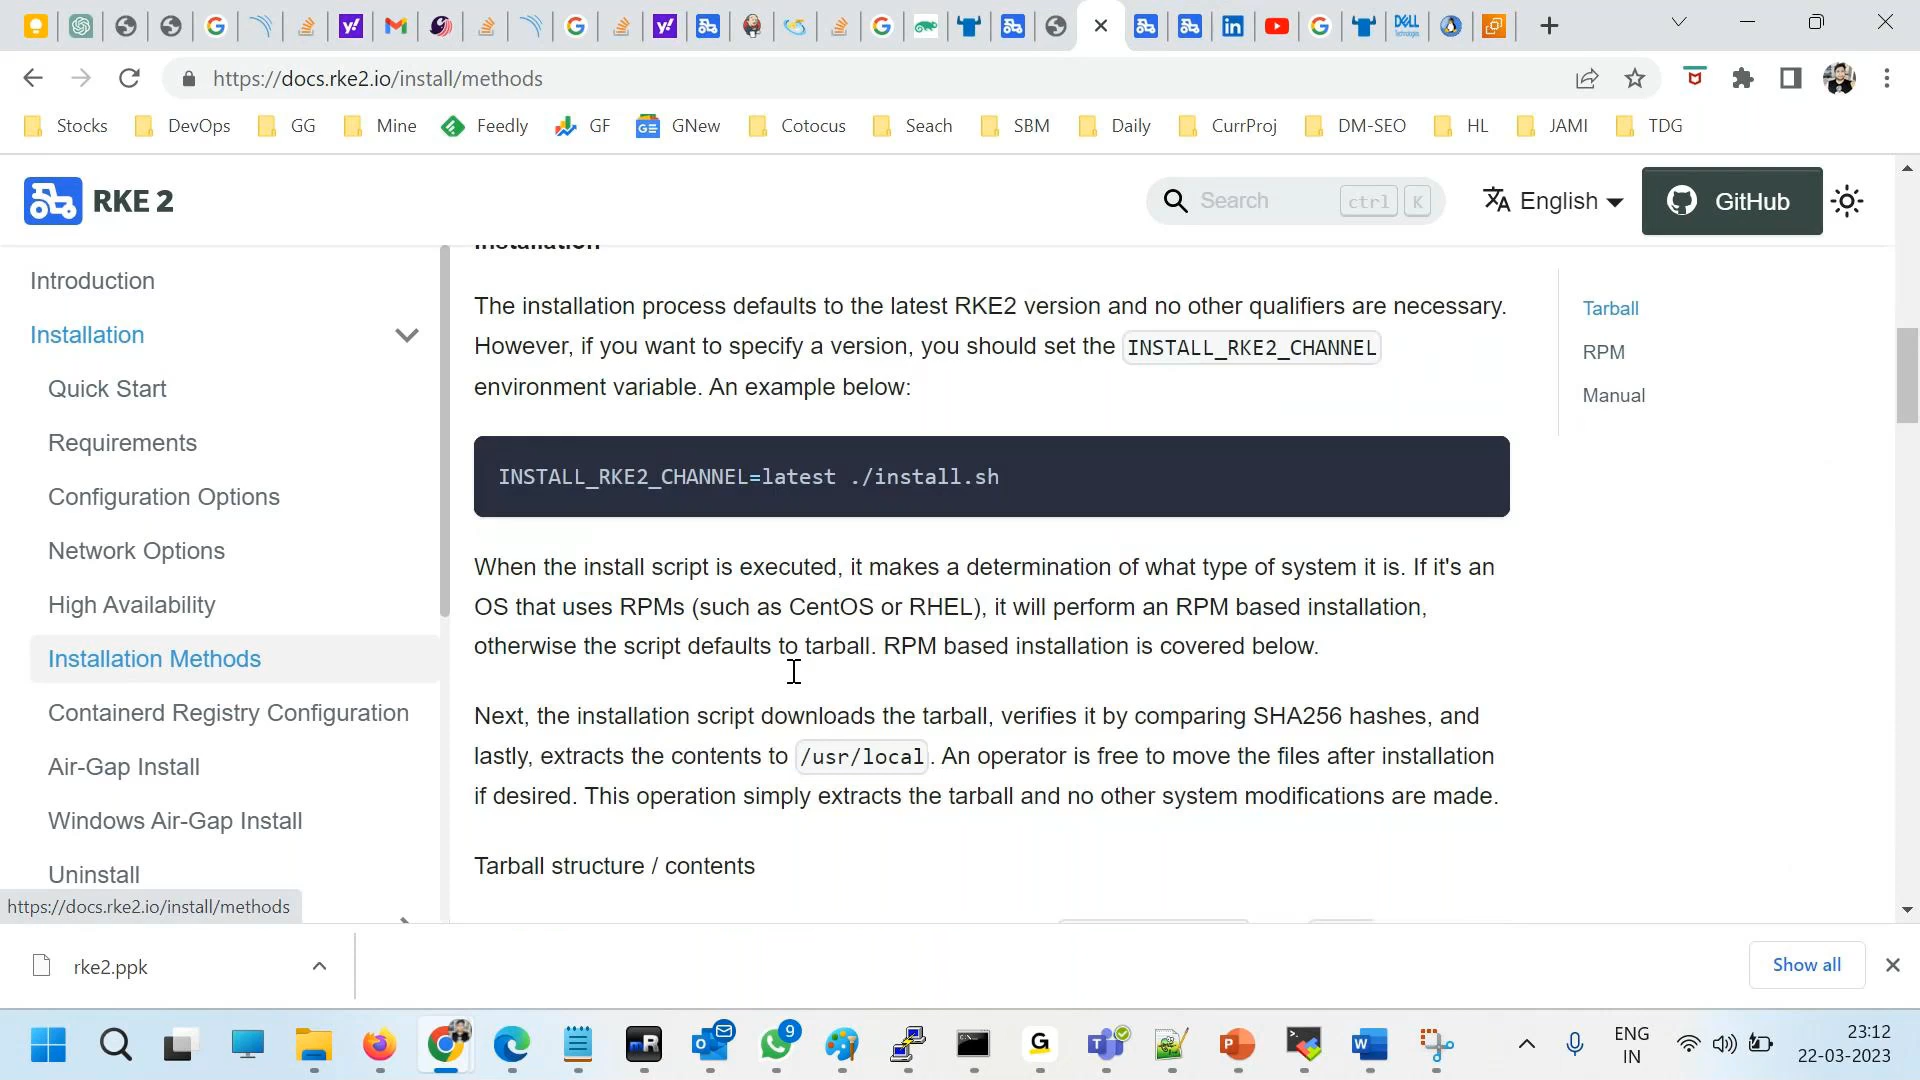 https://docs.rke2.io/install/methods
Stocks DevOps GG Mine Feedly GF GNew Cotocus Seach SBM Daily CurrProj DM-SEO HL JAMI TDG
RKE 2
Search ctrl K
English
GitHub
Introduction
Installation
Quick Start
Requirements
Configuration Options
Network Options
High Availability
Installation Methods
Containerd Registry Configuration
Air-Gap Install
Windows Air-Gap Install
Uninstall
https://docs.rke2.io/install/methods
Installation
The installation process defaults to the latest RKE2 version and no other qualifiers are necessary.
However, if you want to specify a version, you should set the INSTALL_RKE2_CHANNEL
environment variable. An example below:
INSTALL_RKE2_CHANNEL=latest ./install.sh
When the install script is executed, it makes a determination of what type of system it is. If it's an
OS that uses RPMs (such as CentOS or RHEL), it will perform an RPM based installation,
otherwise the script defaults to tarball. RPM based installation is covered below.
Next, the installation script downloads the tarball, verifies it by comparing SHA256 hashes, and
lastly, extracts the contents to /usr/local. An operator is free to move the files after installation
if desired. This operation simply extracts the tarball and no other system modifications are made.
Tarball structure / contents
Tarball
RPM
Manual
rke2.ppk
Show all
9
ENG
IN
23:12
22-03-2023